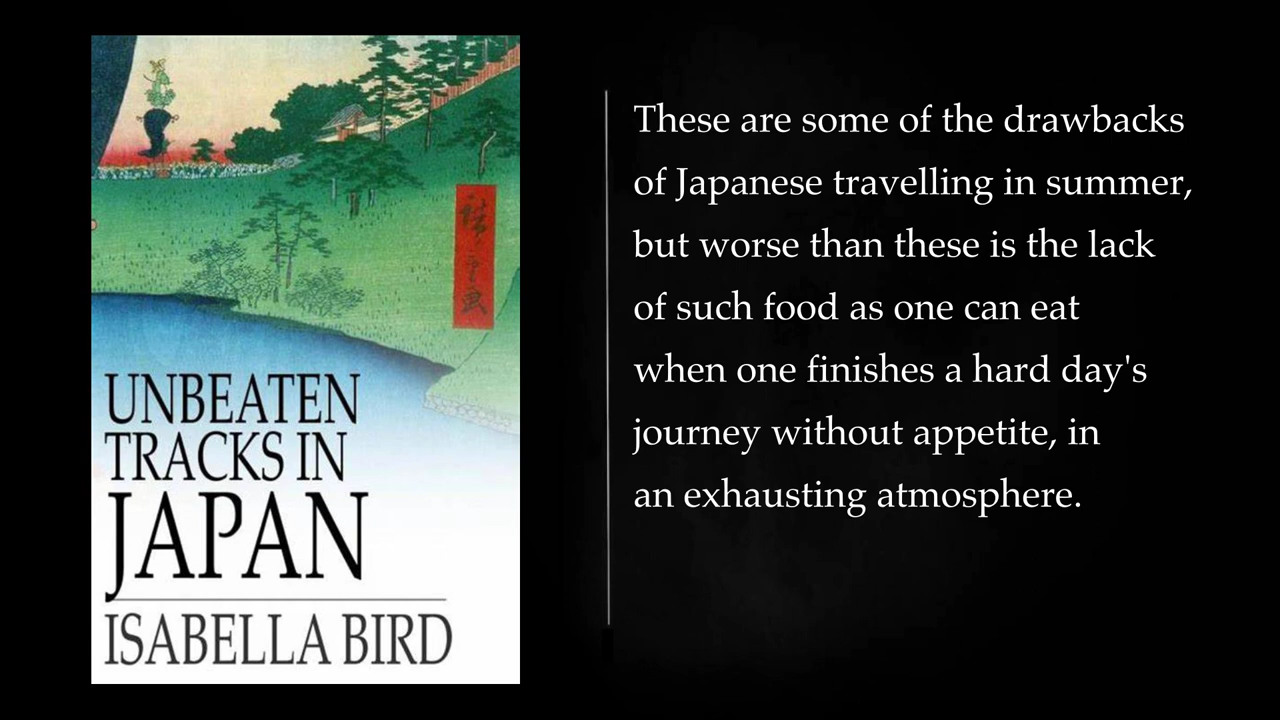 UNBEATEN
TRACKS IN
JAPAN
ISABELLA BIRD
These are some of the drawbacks
of Japanese travelling in summer,
but worse than these is the lack
of such food as one can eat
when one finishes a hard day's
journey without appetite, in
an exhausting atmosphere.